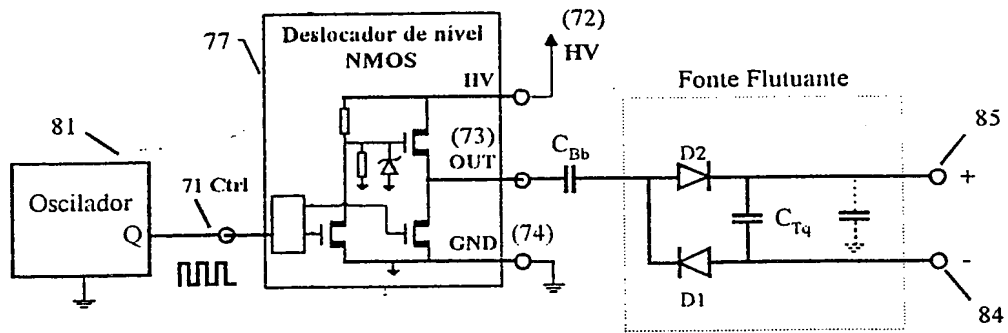 Deslocador de nível
NMOS
77
(72)
HV
HV
Fonte Flutuante
81
(73)
OUT
C_Bb
D2
85
+
71 Ctrl
Oscilador
Q
C_Tq
GND
(74)
D1
-
84